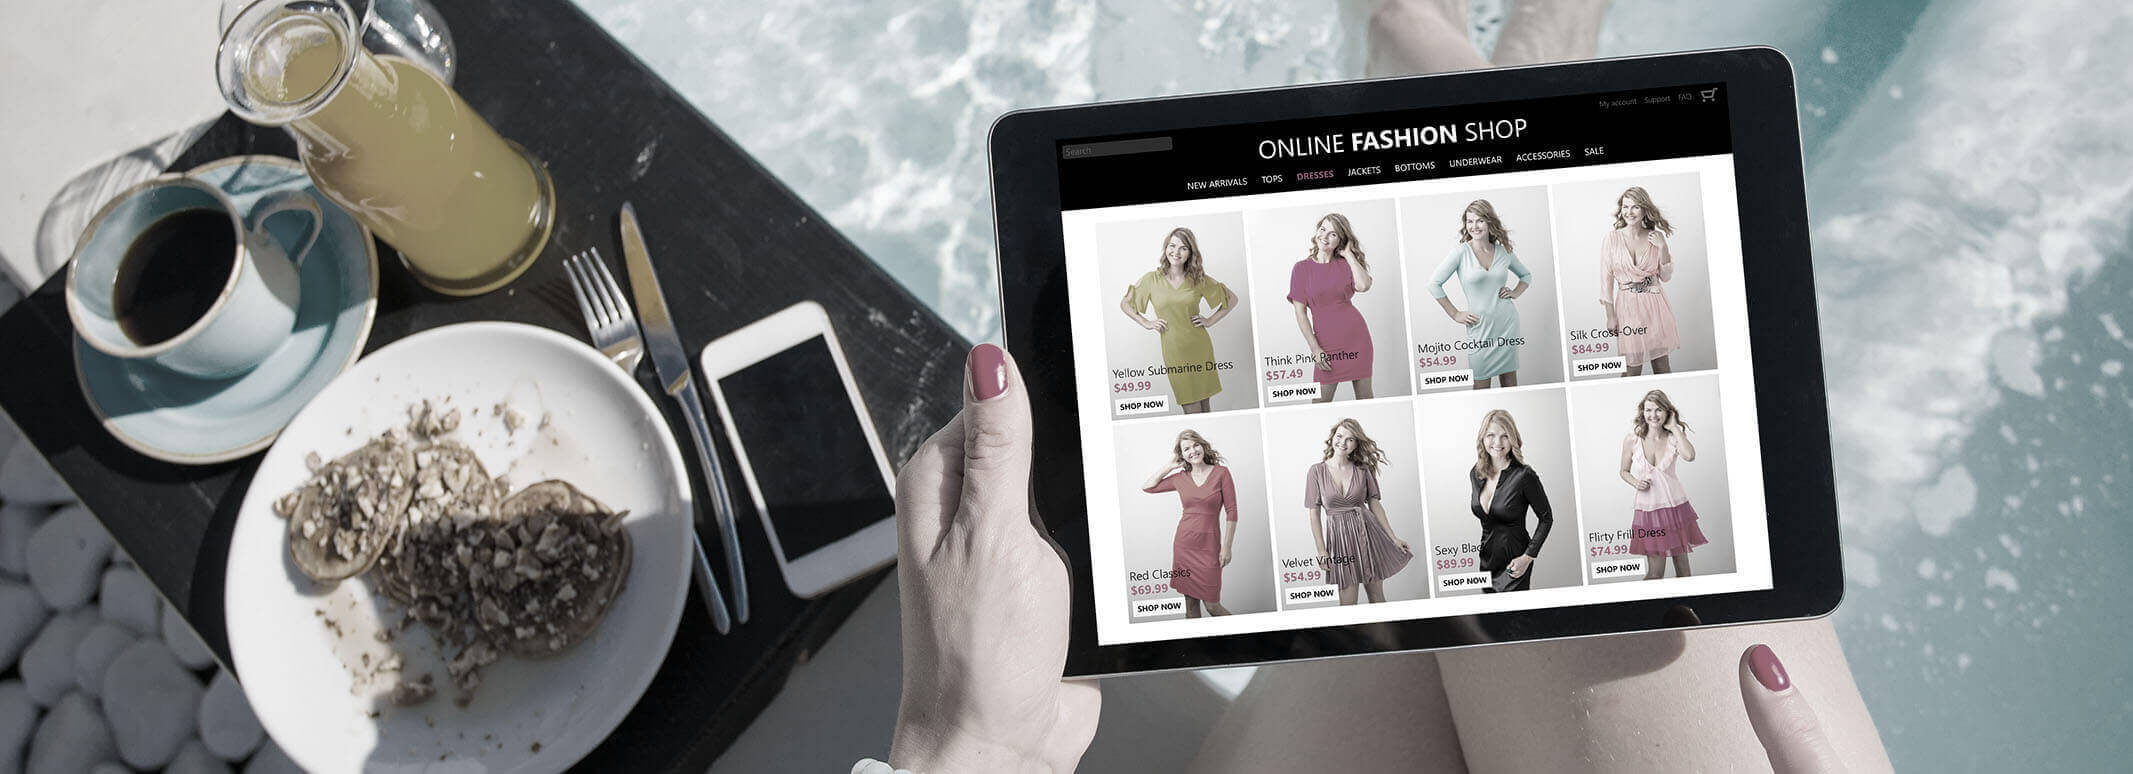 My account Support FAQ
Search
ONLINE FASHION SHOP
NEW ARRIVALS TOPS DRESSES JACKETS BOTTOMS UNDERWEAR ACCESSORIES SALE
Yellow Submarine Dress
$49.99
SHOP NOW
Think Pink Panther
$57.49
SHOP NOW
Mojito Cocktail Dress
$54.99
SHOP NOW
Silk Cross-Over
$84.99
SHOP NOW
Red Classics
$69.99
SHOP NOW
Velvet Vintage
$54.99
SHOP NOW
Sexy Black
$89.99
SHOP NOW
Flirty Frill Dress
$74.99
SHOP NOW